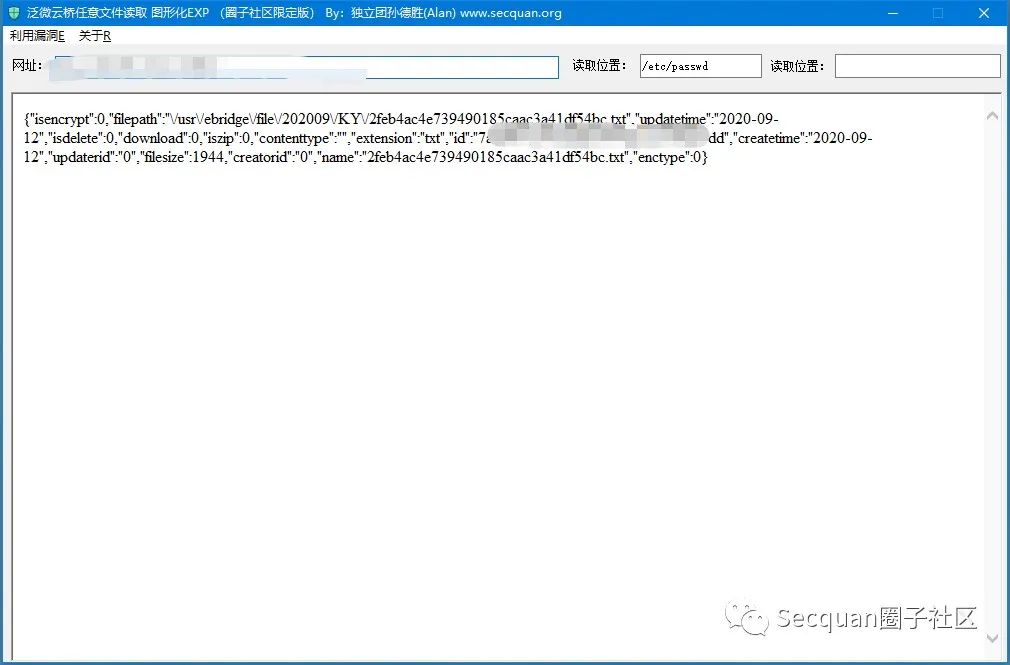 泛微云桥任意文件读取 图形化EXP （圈子社区限定版） By：独立团孙德胜(Alan) www.secquan.org
利用漏洞E 关于R
网址： 读取位置： /etc/passwd 读取位置：
{"isencrypt":0,"filepath":"\/usr\/ebridge\/file\/202009\/KY\/2feb4ac4e739490185caac3a41df54bc.txt","updatetime":"2020-09-
12","isdelete":0,"download":0,"iszip":0,"contenttype":"","extension":"txt","id":"7a dd","createtime":"2020-09-
12","updaterid":"0","filesize":1944,"creatorid":"0","name":"2feb4ac4e739490185caac3a41df54bc.txt","enctype":0}
Secquan圈子社区